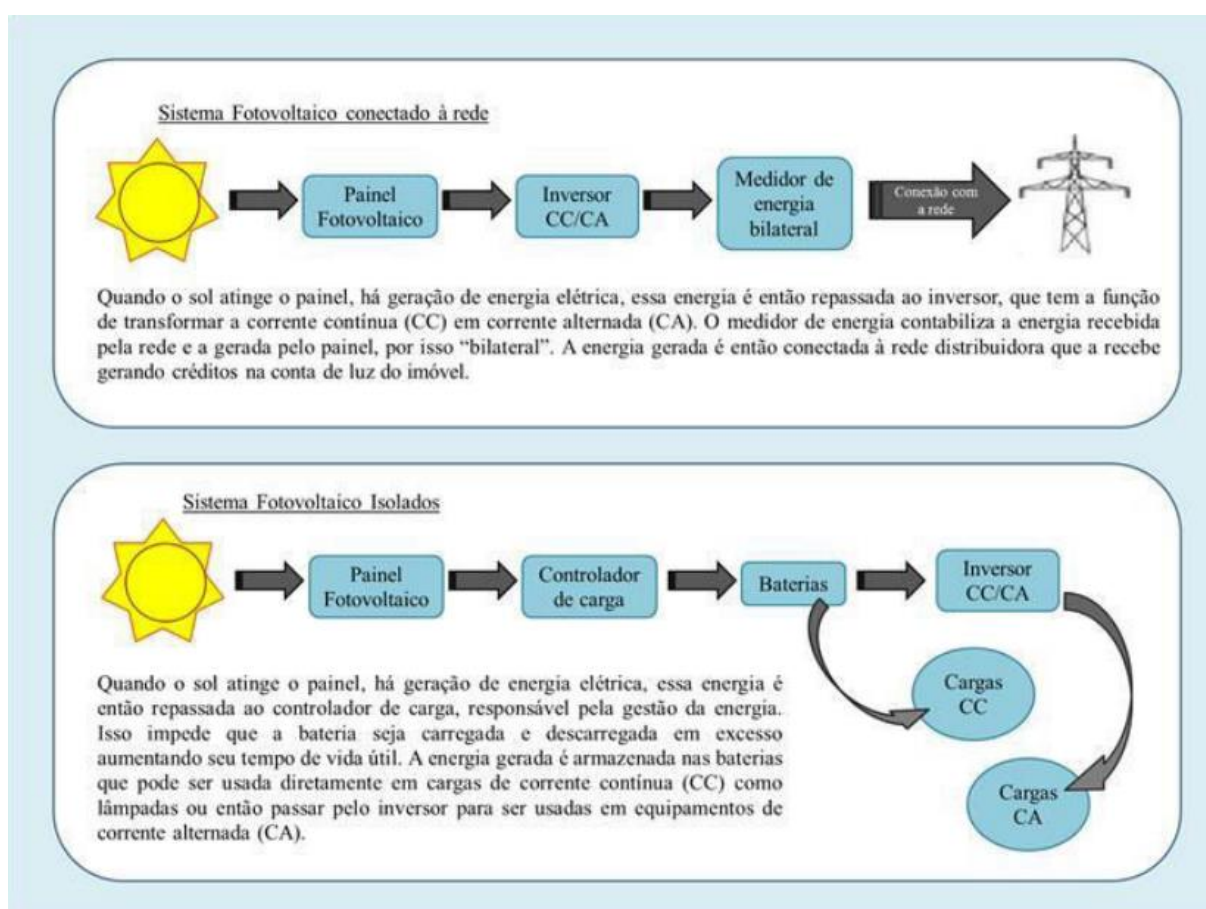 Sistema Fotovoltaico conectado à rede
Painel
Fotovoltaico
Inversor
CC/CA
Medidor de
energia
bilateral
Conexão com
a rede
Quando o sol atinge o painel, há geração de energia elétrica, essa energia é então repassada ao inversor, que tem a função
de transformar a corrente contínua (CC) em corrente alternada (CA). O medidor de energia contabiliza a energia recebida
pela rede e a gerada pelo painel, por isso “bilateral”. A energia gerada é então conectada à rede distribuidora que a recebe
gerando créditos na conta de luz do imóvel.
Sistema Fotovoltaico Isolados
Painel
Fotovoltaico
Controlador
de carga
Baterias
Inversor
CC/CA
Cargas
CC
Cargas
CA
Quando o sol atinge o painel, há geração de energia elétrica, essa energia é
então repassada ao controlador de carga, responsável pela gestão da energia.
Isso impede que a bateria seja carregada e descarregada em excesso
aumentando seu tempo de vida útil. A energia gerada é armazenada nas baterias
que pode ser usada diretamente em cargas de corrente contínua (CC) como
lâmpadas ou então passar pelo inversor para ser usadas em equipamentos de
corrente alternada (CA).